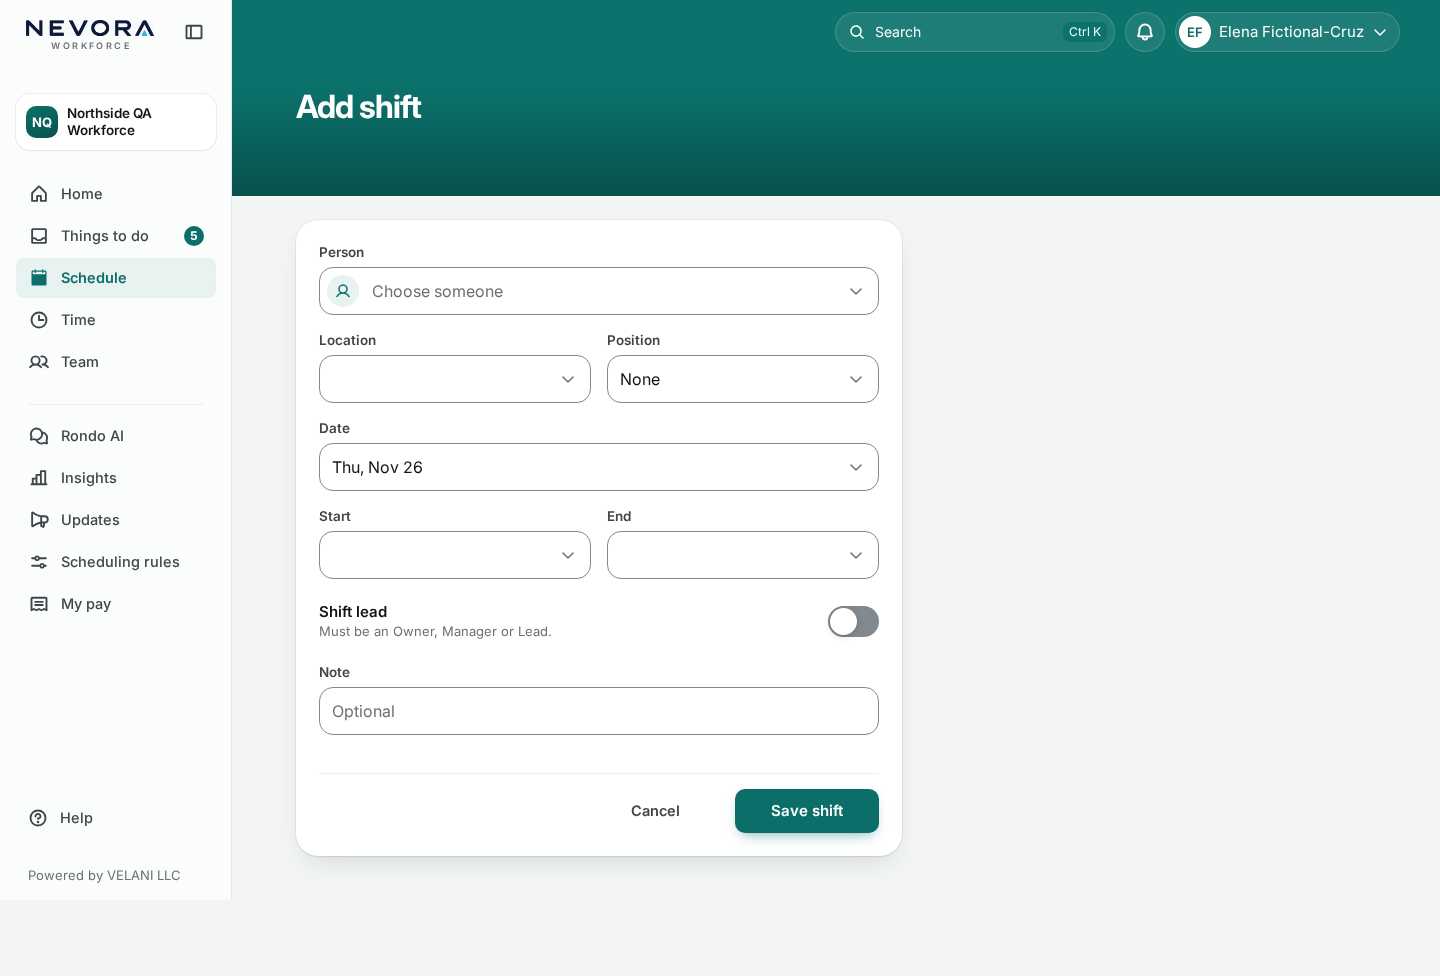 NEVORA
WORKFORCE
Search
Ctrl K
EF
Elena Fictional-Cruz
Add shift
NQ
Northside QA
Workforce
Home
Things to do
5
Schedule
Time
Team
Rondo AI
Insights
Updates
Scheduling rules
My pay
Help
Powered by VELANI LLC
Person
Choose someone
Location
Position
None
Date
Thu, Nov 26
Start
End
Shift lead
Must be an Owner, Manager or Lead.
Note
Optional
Cancel
Save shift